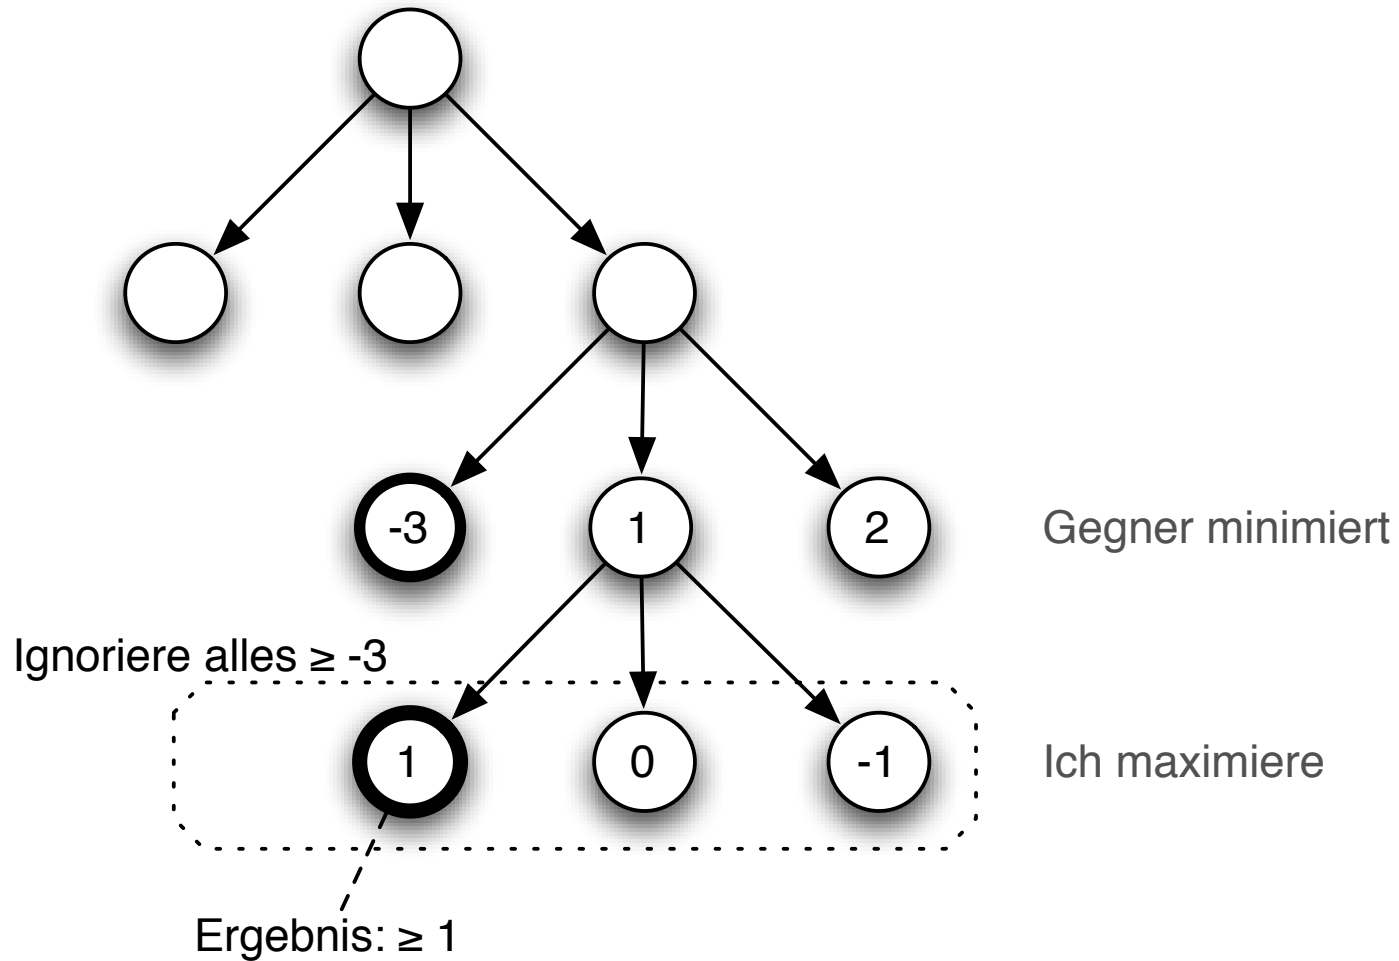 -3
1
2
Gegner minimiert
Ignoriere alles ≥ -3
1
0
-1
Ich maximiere
Ergebnis: ≥ 1